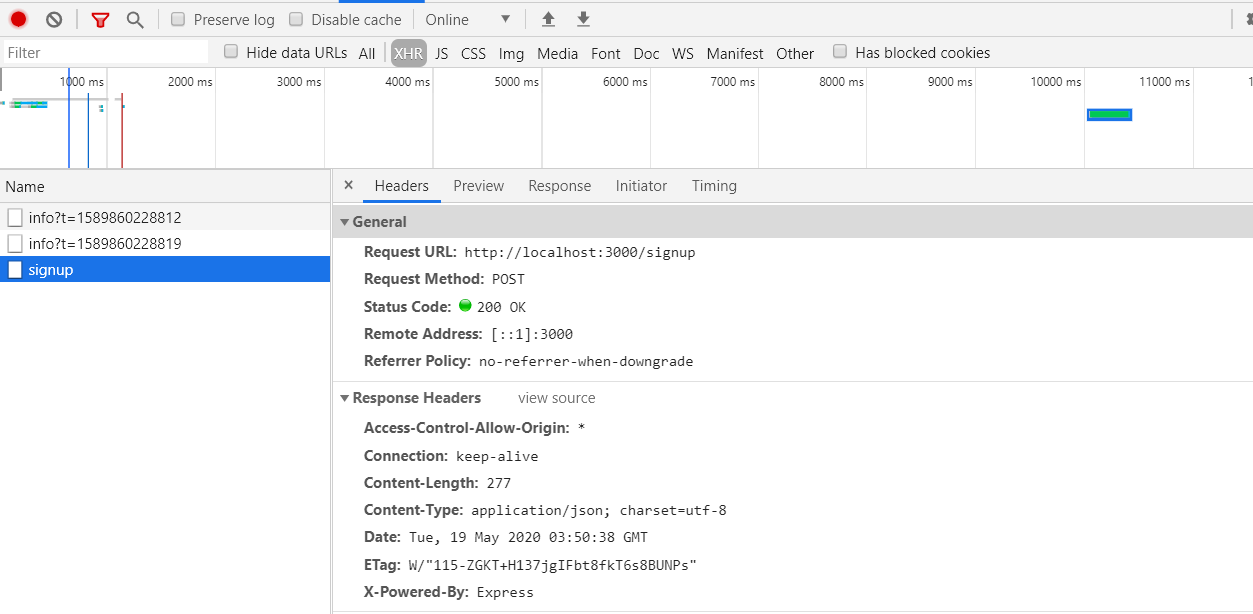 Preserve log Disable cache Online
Filter Hide data URLs All XHR JS CSS Img Media Font Doc WS Manifest Other Has blocked cookies
1000 ms 2000 ms 3000 ms 4000 ms 5000 ms 6000 ms 7000 ms 8000 ms 9000 ms 10000 ms 11000 ms 1
Name
info?t=1589860228812
info?t=1589860228819
signup
× Headers Preview Response Initiator Timing
General
Request URL: http://localhost:3000/signup
Request Method: POST
Status Code: 200 OK
Remote Address: [::1]:3000
Referrer Policy: no-referrer-when-downgrade
Response Headers view source
Access-Control-Allow-Origin: *
Connection: keep-alive
Content-Length: 277
Content-Type: application/json; charset=utf-8
Date: Tue, 19 May 2020 03:50:38 GMT
ETag: W/"115-ZGKT+H137jgIFbt8fkT6s8BUNPs"
X-Powered-By: Express